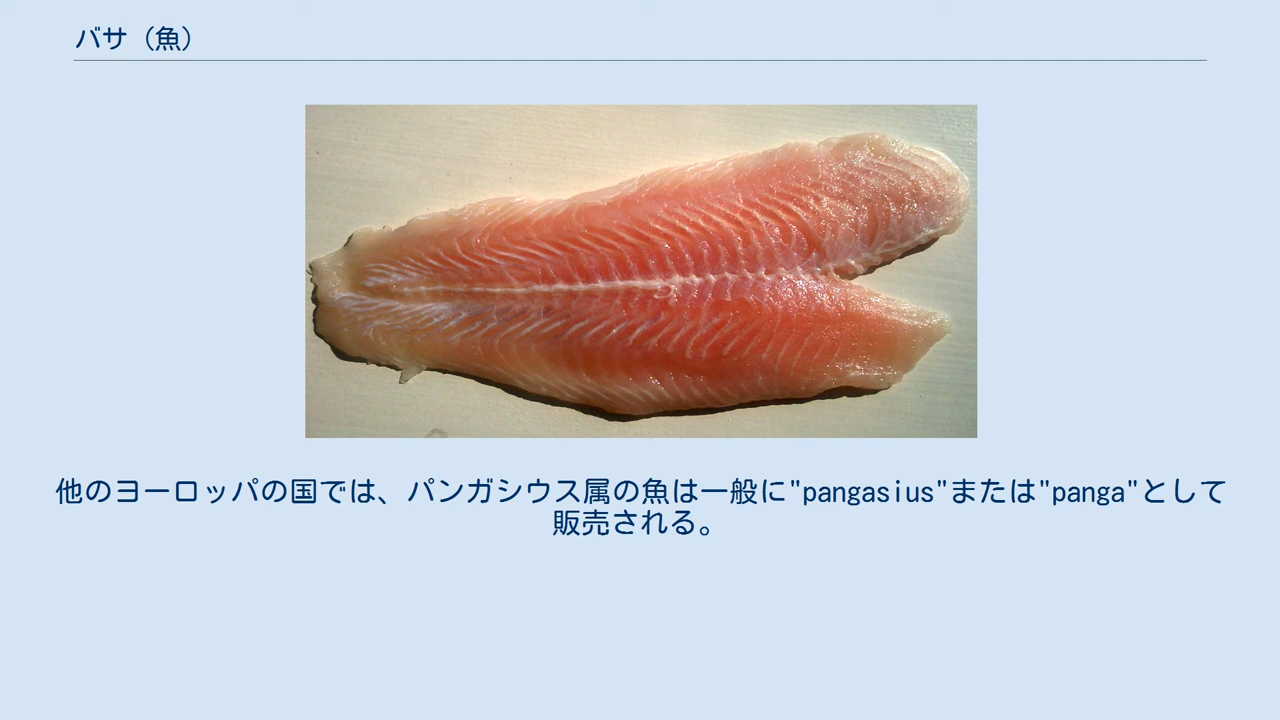 バサ（魚）
他のヨーロッパの国では、パンガシウス属の魚は一般に"pangasius"または"panga"として
販売される。